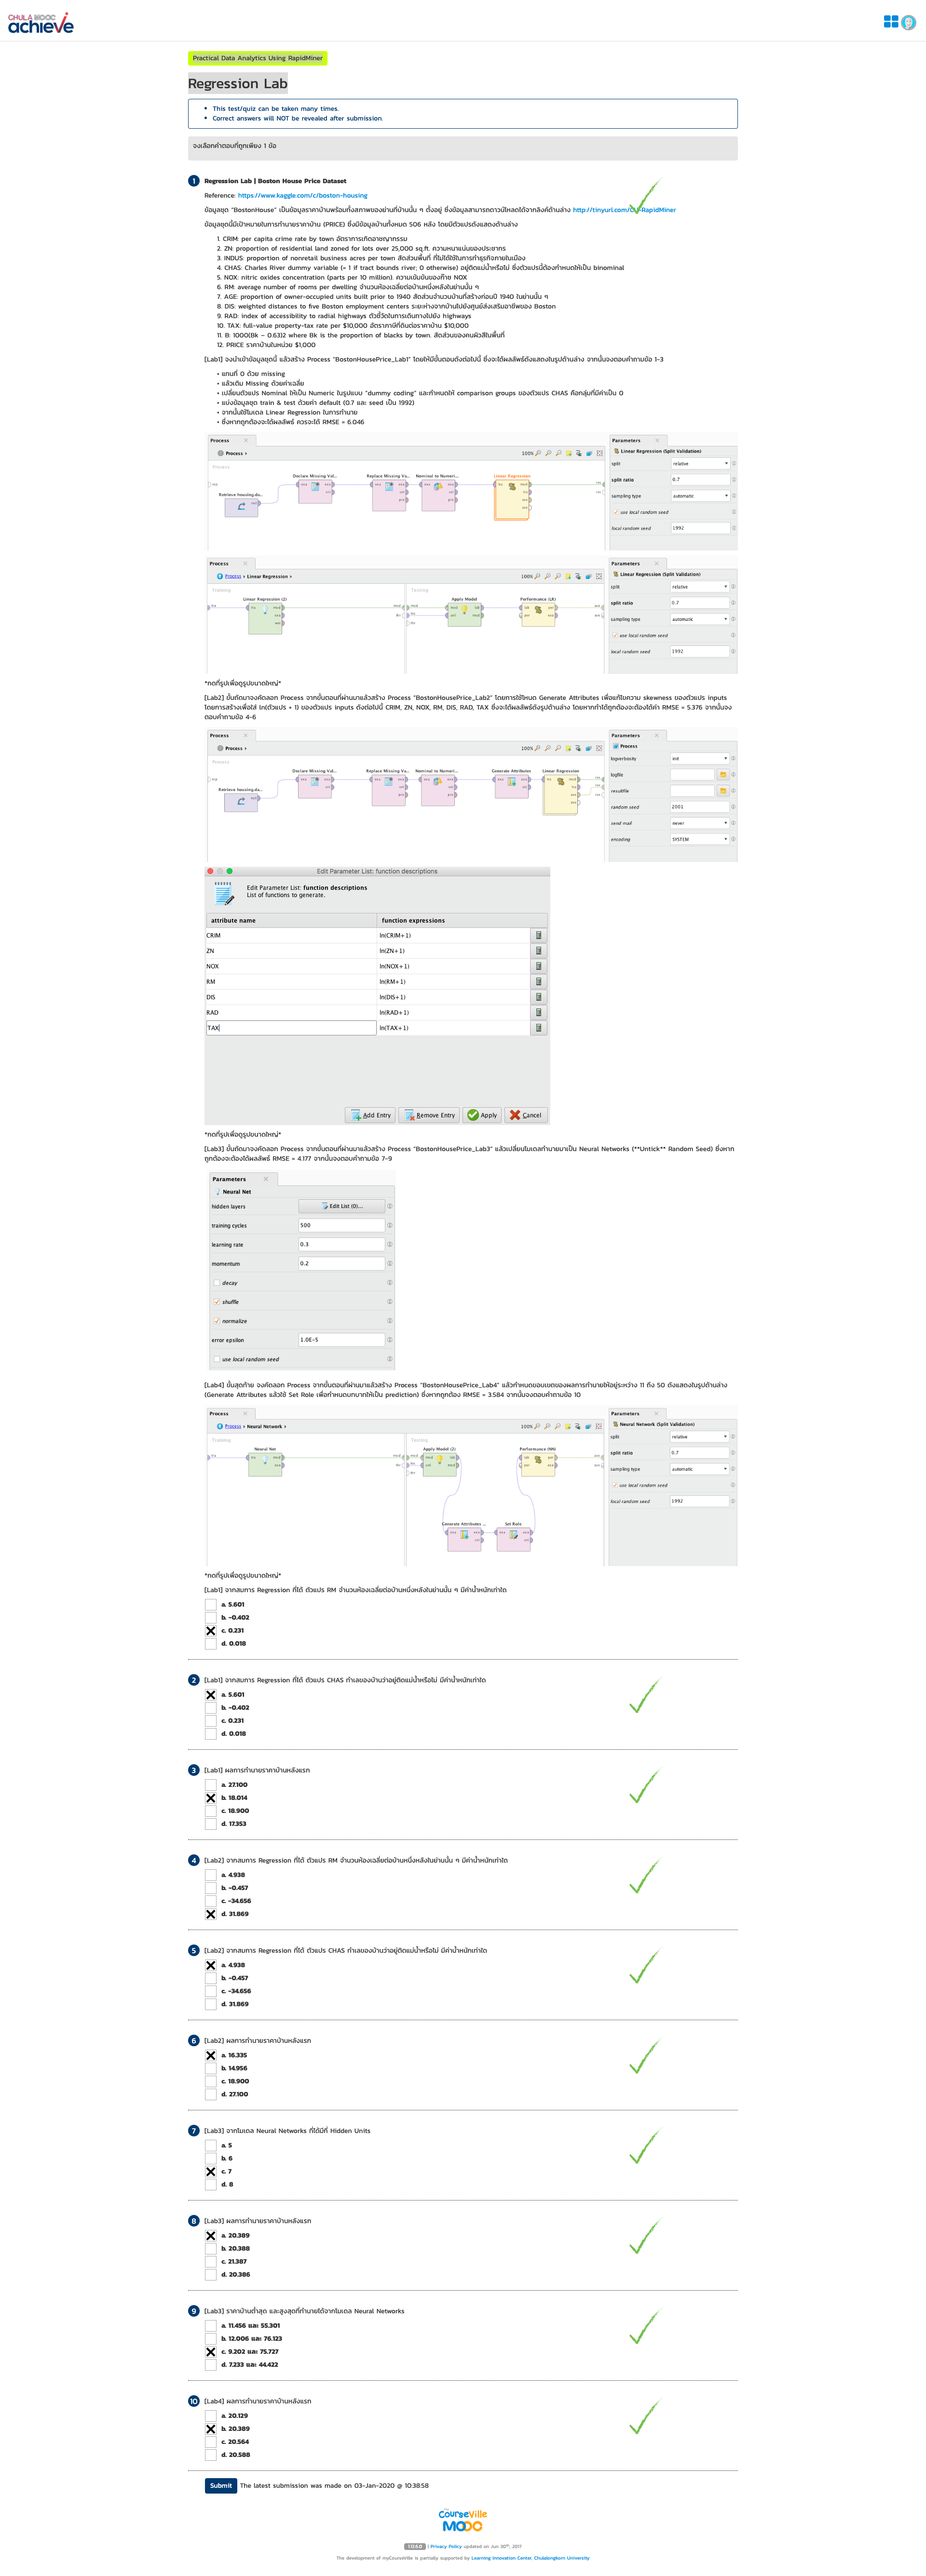 CHULA MOOC
achieve
Practical Data Analytics Using RapidMiner
Regression Lab
• This test/quiz can be taken many times.
• Correct answers will NOT be revealed after submission.
จงเลือกคำตอบที่ถูกเพียง 1 ข้อ
1 Regression Lab | Boston House Price Dataset
Reference: https://www.kaggle.com/c/boston-housing
ข้อมูลชุด "BostonHouse" เป็นข้อมูลราคาบ้านพร้อมทั้งสภาพของย่านที่บ้านนั้น ๆ ตั้งอยู่ ซึ่งข้อมูลสามารถดาวน์โหลดได้จากลิงค์ด้านล่าง
ข้อมูลชุดนี้มีเป้าหมายในการทำนายราคาบ้าน (PRICE) ซึ่งมีข้อมูลบ้านทั้งหมด 506 หลัง โดยมีตัวแปรดังแสดงด้านล่าง
1. CRIM: per capita crime rate by town อัตราการเกิดอาชญากรรม
2. ZN: proportion of residential land zoned for lots over 25,000 sq.ft. ความหนาแน่นของประชากร
3. INDUS: proportion of nonretail business acres per town สัดส่วนพื้นที่ ที่ไม่ได้ใช้ในการทำธุรกิจภายในเมือง
4. CHAS: Charles River dummy variable (= 1 if tract bounds river; 0 otherwise) อยู่ติดแม่น้ำหรือไม่ ซึ่งตัวแปรนี้ต้องกำหนดให้เป็น binominal
5. NOX: nitric oxides concentration (parts per 10 million). ความเข้มข้นของก๊าซ NOX
6. RM: average number of rooms per dwelling จำนวนห้องเฉลี่ยต่อบ้านหนึ่งหลังในย่านนั้น ๆ
7. AGE: proportion of owner-occupied units built prior to 1940 สัดส่วนจำนวนบ้านที่สร้างก่อนปี 1940 ในย่านนั้น ๆ
8. DIS: weighted distances to five Boston employment centers ระยะห่างจากบ้านไปยังศูนย์ส่งเสริมอาชีพของ Boston
9. RAD: index of accessibility to radial highways ตัวชี้วัดในการเดินทางไปยัง highways
10. TAX: full-value property-tax rate per $10,000 อัตราภาษีที่ดินต่อราคาบ้าน $10,000
11. B: 1000(Bk – 0.63)2 where Bk is the proportion of blacks by town. สัดส่วนของคนผิวสีในพื้นที่
12. PRICE ราคาบ้านในหน่วย $1,000
[Lab1] จงนำเข้าข้อมูลชุดนี้ แล้วสร้าง Process "BostonHousePrice_Lab1" โดยให้มีขั้นตอนดังต่อไปนี้ ซึ่งจะได้ผลลัพธ์ดังแสดงในรูปด้านล่าง จากนั้นจงตอบคำถามข้อ 1-3
• แทนที่ 0 ด้วย missing
• แล้วเติม Missing ด้วยค่าเฉลี่ย
• เปลี่ยนตัวแปร Nominal ให้เป็น Numeric ในรูปแบบ "dummy coding" และกำหนดให้ comparison groups ของตัวแปร CHAS คือกลุ่มที่มีค่าเป็น 0
• แบ่งข้อมูลชุด train & test ด้วยค่า default (0.7 และ seed เป็น 1992)
• จากนั้นใช้โมเดล Linear Regression ในการทำนาย
• ซึ่งหากถูกต้องจะได้ผลลัพธ์ ควรจะได้ RMSE = 6.046
Process
Process
100%
Process
Retrieve housing.da...
Declare Missing Val...
Replace Missing Va...
Nominal to Numeri...
Linear Regression
Parameters
Linear Regression (Split Validation)
split relative
split ratio 0.7
sampling type automatic
use local random seed
local random seed 1992
Process
Process Linear Regression
100%
Training
Testing
Linear Regression (2)
Apply Model
Performance (LR)
Parameters
Linear Regression (Split Validation)
split relative
split ratio 0.7
sampling type automatic
use local random seed
local random seed 1992
*กดที่รูปเพื่อดูรูปขนาดใหญ่*
[Lab2] ขั้นถัดมาจงคัดลอก Process จากขั้นตอนที่ผ่านมาแล้วสร้าง Process "BostonHousePrice_Lab2" โดยการใช้โหนด Generate Attributes เพื่อแก้ไขความ skewness ของตัวแปร inputs
โดยการสร้างเพื่อใส่ ln(ตัวแปร + 1) ของตัวแปร Inputs ดังต่อไปนี้ CRIM, ZN, NOX, RM, DIS, RAD, TAX ซึ่งจะได้ผลลัพธ์ดังรูปด้านล่าง โดยหากทำได้ถูกต้องจะต้องได้ค่า RMSE = 5.376 จากนั้นจง
ตอบคำถามข้อ 4-6
Process
Process
100%
Process
Retrieve housing.da...
Declare Missing Val...
Replace Missing Va...
Nominal to Numeri...
Generate Attributes
Linear Regression
Parameters
Process
logverbosity init
logfile
resultfile
random seed 2001
send mail never
encoding SYSTEM
Edit Parameter List: function descriptions
Edit Parameter List: function descriptions
List of functions to generate.
attribute name function expressions
CRIM ln(CRIM+1)
ZN ln(ZN+1)
NOX ln(NOX+1)
RM ln(RM+1)
DIS ln(DIS+1)
RAD ln(RAD+1)
TAX ln(TAX+1)
Add Entry Remove Entry Apply Cancel
*กดที่รูปเพื่อดูรูปขนาดใหญ่*
[Lab3] ขั้นถัดมาจงคัดลอก Process จากขั้นตอนที่ผ่านมาแล้วสร้าง Process "BostonHousePrice_Lab3" แล้วเปลี่ยนโมเดลทำนายมาเป็น Neural Networks (**Untick** Random Seed) ซึ่งหาก
ถูกต้องจะต้องได้ผลลัพธ์ RMSE = 4.177 จากนั้นจงตอบคำถามข้อ 7-9
Parameters
Neural Net
hidden layers Edit List (0)...
training cycles 500
learning rate 0.3
momentum 0.2
decay
shuffle
normalize
error epsilon 1.0E-5
use local random seed
[Lab4] ขั้นสุดท้าย จงคัดลอก Process จากขั้นตอนที่ผ่านมาแล้วสร้าง Process "BostonHousePrice_Lab4" แล้วกำหนดขอบเขตของผลการทำนายให้อยู่ระหว่าง 11 ถึง 50 ดังแสดงในรูปด้านล่าง
(Generate Attributes แล้วใช้ Set Role เพื่อกำหนดบทบาทให้เป็น prediction) ซึ่งหากถูกต้อง RMSE = 3.584 จากนั้นจงตอบคำถามข้อ 10
Process
Process Neural Network
100%
Training
Testing
Neural Net
Apply Model (2)
Performance (NN)
Generate Attributes ...
Set Role
Parameters
Neural Network (Split Validation)
split relative
split ratio 0.7
sampling type automatic
use local random seed
local random seed 1992
*กดที่รูปเพื่อดูรูปขนาดใหญ่*
[Lab1] จากสมการ Regression ที่ได้ ตัวแปร RM จำนวนห้องเฉลี่ยต่อบ้านหนึ่งหลังในย่านนั้น ๆ มีค่าน้ำหนักเท่าใด
a. 5.601
b. -0.402
c. 0.231
d. 0.018
2 [Lab1] จากสมการ Regression ที่ได้ ตัวแปร CHAS ทำเลของบ้านว่าอยู่ติดแม่น้ำหรือไม่ มีค่าน้ำหนักเท่าใด
a. 5.601
b. -0.402
c. 0.231
d. 0.018
3 [Lab1] ผลการทำนายราคาบ้านหลังแรก
a. 27.100
b. 18.014
c. 18.900
d. 17.353
4 [Lab2] จากสมการ Regression ที่ได้ ตัวแปร RM จำนวนห้องเฉลี่ยต่อบ้านหนึ่งหลังในย่านนั้น ๆ มีค่าน้ำหนักเท่าใด
a. 4.938
b. -0.457
c. -34.656
d. 31.869
5 [Lab2] จากสมการ Regression ที่ได้ ตัวแปร CHAS ทำเลของบ้านว่าอยู่ติดแม่น้ำหรือไม่ มีค่าน้ำหนักเท่าใด
a. 4.938
b. -0.457
c. -34.656
d. 31.869
6 [Lab2] ผลการทำนายราคาบ้านหลังแรก
a. 16.335
b. 14.956
c. 18.900
d. 27.100
7 [Lab3] จากโมเดล Neural Networks ที่ได้มีกี่ Hidden Units
a. 5
b. 6
c. 7
d. 8
8 [Lab3] ผลการทำนายราคาบ้านหลังแรก
a. 20.389
b. 20.388
c. 21.387
d. 20.386
9 [Lab3] ราคาบ้านต่ำสุด และสูงสุดที่ทำนายได้จากโมเดล Neural Networks
a. 11.456 และ 55.301
b. 12.006 และ 76.123
c. 9.202 และ 75.727
d. 7.233 และ 44.422
10 [Lab4] ผลการทำนายราคาบ้านหลังแรก
a. 20.129
b. 20.389
c. 20.564
d. 20.588
Submit The latest submission was made on 03-Jan-2020 @ 10:38:58
COURSEVILLE
MOOC
| Privacy Policy updated on Jun 30th, 2017
The development of myCourseVille is partially supported by Learning Innovation Center, Chulalongkorn University